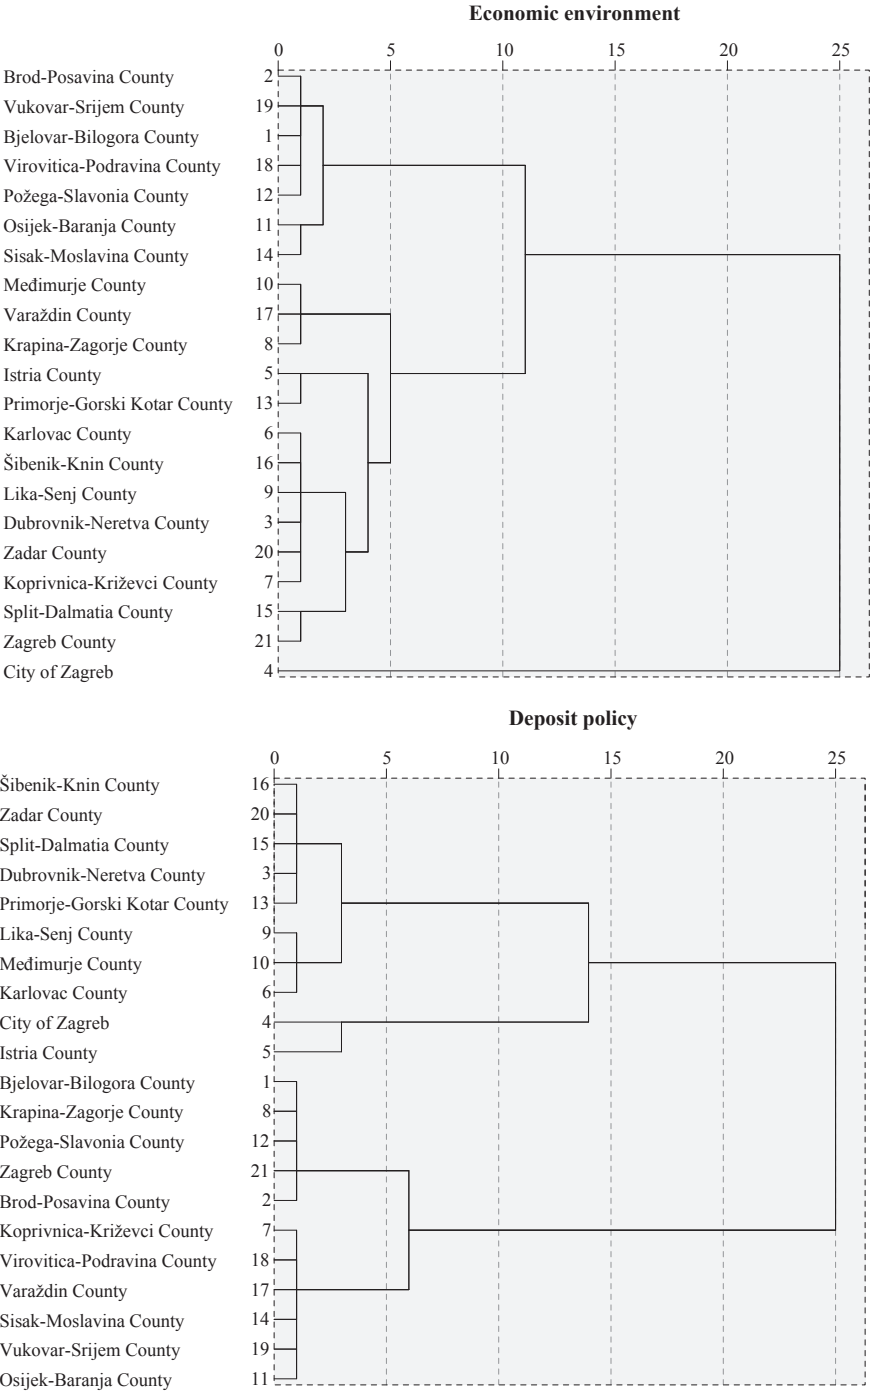 Economic environment
0 5 10 15 20 25
Brod-Posavina County 2
Vukovar-Srijem County 19
Bjelovar-Bilogora County 1
Virovitica-Podravina County 18
Požega-Slavonia County 12
Osijek-Baranja County 11
Sisak-Moslavina County 14
Međimurje County 10
Varaždin County 17
Krapina-Zagorje County 8
Istria County 5
Primorje-Gorski Kotar County 13
Karlovac County 6
Šibenik-Knin County 16
Lika-Senj County 9
Dubrovnik-Neretva County 3
Zadar County 20
Koprivnica-Križevci County 7
Split-Dalmatia County 15
Zagreb County 21
City of Zagreb 4
Deposit policy
0 5 10 15 20 25
Šibenik-Knin County 16
Zadar County 20
Split-Dalmatia County 15
Dubrovnik-Neretva County 3
Primorje-Gorski Kotar County 13
Lika-Senj County 9
Međimurje County 10
Karlovac County 6
City of Zagreb 4
Istria County 5
Bjelovar-Bilogora County 1
Krapina-Zagorje County 8
Požega-Slavonia County 12
Zagreb County 21
Brod-Posavina County 2
Koprivnica-Križevci County 7
Virovitica-Podravina County 18
Varaždin County 17
Sisak-Moslavina County 14
Vukovar-Srijem County 19
Osijek-Baranja County 11